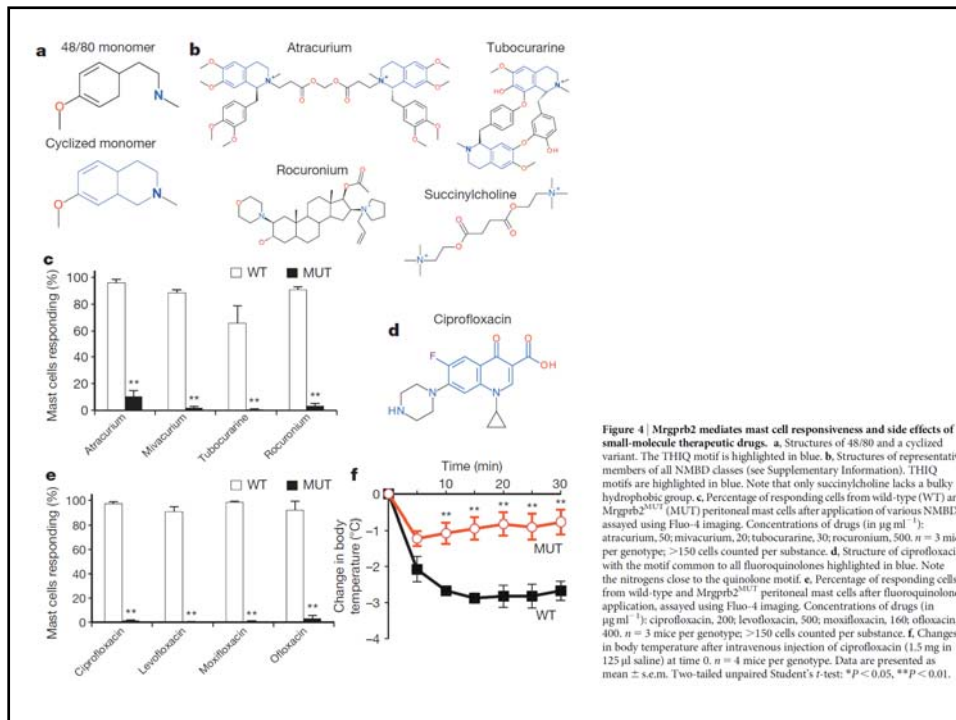 a
48/80 monomer
O
N
Cyclized monomer
O
N
b
Atracurium
Tubocurarine
Rocuronium
Succinylcholine
c
WT MUT
Mast cells responding (%)
100
80
60
40
20
0
** ** ** **
Atracurium
Mivacurium
Tubocurarine
Rocuronium
d
Ciprofloxacin
F
O
O
OH
N
N
HN
e
WT MUT
Mast cells responding (%)
100
80
60
40
20
0
** ** ** **
Ciprofloxacin
Levofloxacin
Moxifloxacin
Ofloxacin
f
Time (min)
0 10 20 30
Change in body
temperature (°C)
0
−1
−2
−3
−4
** ** ** ** **
MUT
WT
Figure 4 | Mrgprb2 mediates mast cell responsiveness and side effects of
small-molecule therapeutic drugs. a, Structures of 48/80 and a cyclized
variant. The THIQ motif is highlighted in blue. b, Structures of representativ
members of all NMBD classes (see Supplementary Information). THIQ
motifs are highlighted in blue. Note that only succinylcholine lacks a bulky
hydrophobic group. c, Percentage of responding cells from wild-type (WT) an
Mrgprb2MUT (MUT) peritoneal mast cells after application of various NMBD
assayed using Fluo-4 imaging. Concentrations of drugs (in μg ml−1):
atracurium, 50; mivacurium, 20; tubocurarine, 30; rocuronium, 500. n = 3 mic
per genotype; >150 cells counted per substance. d, Structure of ciprofloxaci
with the motif common to all fluoroquinolones highlighted in blue. Note
the nitrogens close to the quinolone motif. e, Percentage of responding cells
from wild-type and Mrgprb2MUT peritoneal mast cells after fluoroquinolone
application, assayed using Fluo-4 imaging. Concentrations of drugs (in
μg ml−1): ciprofloxacin, 200; levofloxacin, 500; moxifloxacin, 160; ofloxacin
400. n = 3 mice per genotype; >150 cells counted per substance. f, Changes
in body temperature after intravenous injection of ciprofloxacin (1.5 mg in
125 μl saline) at time 0. n = 4 mice per genotype. Data are presented as
mean ± s.e.m. Two-tailed unpaired Student's t-test: *P < 0.05, **P < 0.01.